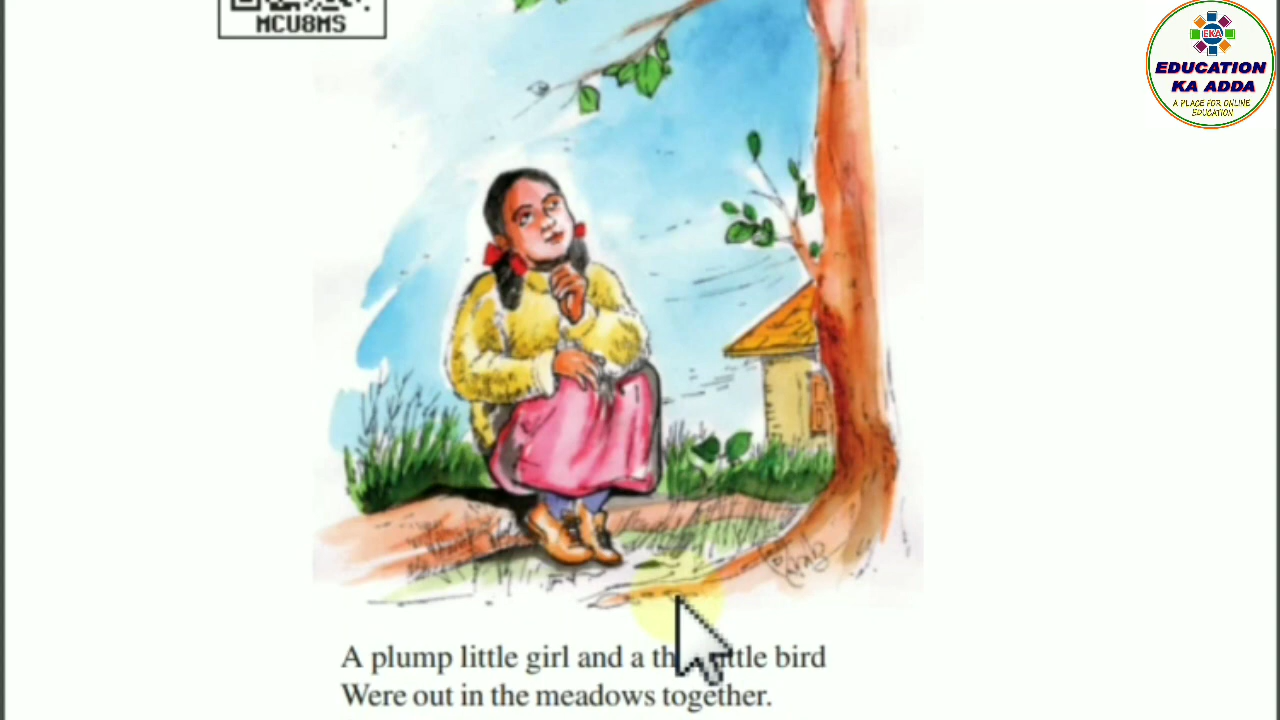 MCU8MS
EKA
EDUCATION
KA ADDA
A PLACE FOR ONLINE
EDUCATION
A plump little girl and a bird
Were out in the meadows together.